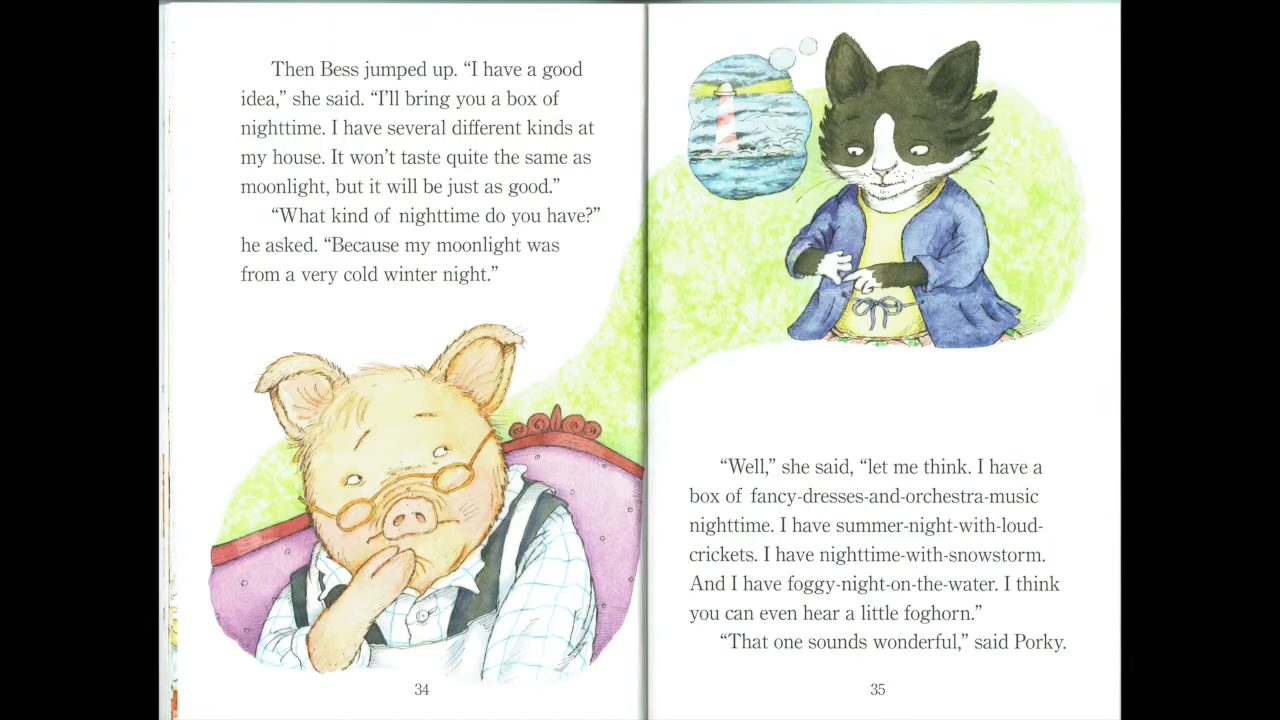 Then Bess jumped up. “I have a good
idea,” she said. “I’ll bring you a box of
nighttime. I have several different kinds at
my house. It won’t taste quite the same as
moonlight, but it will be just as good.”
“What kind of nighttime do you have?”
he asked. “Because my moonlight was
from a very cold winter night.”
34
“Well,” she said, “let me think. I have a
box of fancy-dresses-and-orchestra-music
nighttime. I have summer-night-with-loud-
crickets. I have nighttime-with-snowstorm.
And I have foggy-night-on-the-water. I think
you can even hear a little foghorn.”
“That one sounds wonderful,” said Porky.
35